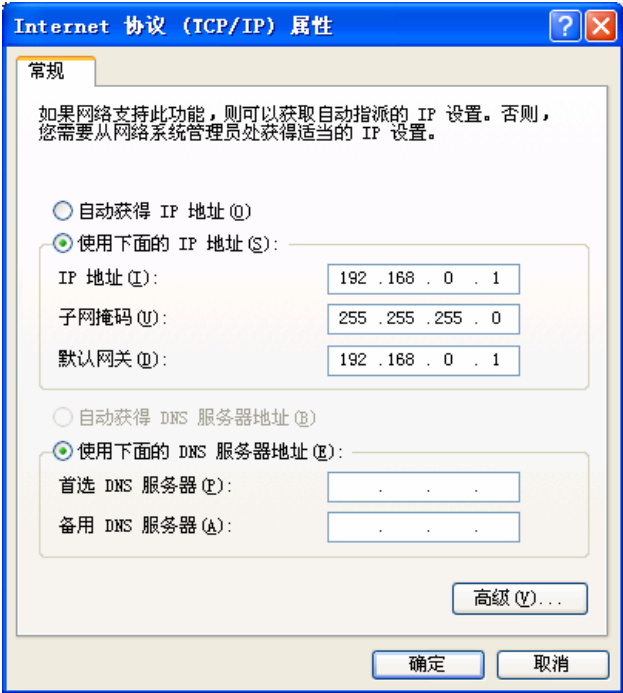 Internet 协议 (TCP/IP) 属性
常规
如果网络支持此功能，则可以获取自动指派的 IP 设置。否则，
您需要从网络系统管理员处获得适当的 IP 设置。
自动获得 IP 地址(O)
使用下面的 IP 地址(S):
IP 地址(I): 192 .168 . 0 . 1
子网掩码(U): 255 .255 .255 . 0
默认网关(D): 192 .168 . 0 . 1
自动获得 DNS 服务器地址(B)
使用下面的 DNS 服务器地址(E):
首选 DNS 服务器(P): . . .
备用 DNS 服务器(A): . . .
高级(V)...
确定 取消